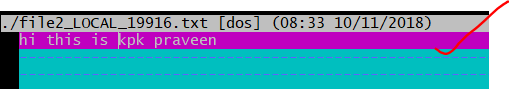 ./file2_LOCAL_19916.txt [dos] (08:33 10/11/2018)
hi this is kpk praveen